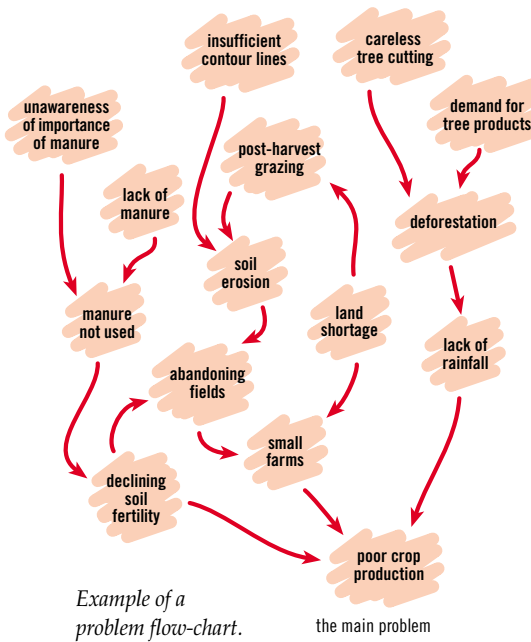 insufficient
contour lines
careless
tree cutting
unawareness
of importance
of manure
demand for
tree products
post-harvest
grazing
lack of
manure
deforestation
soil
erosion
manure
not used
land
shortage
lack of
rainfall
abandoning
fields
small
farms
declining
soil
fertility
poor crop
production
Example of a
problem flow-chart.
the main problem